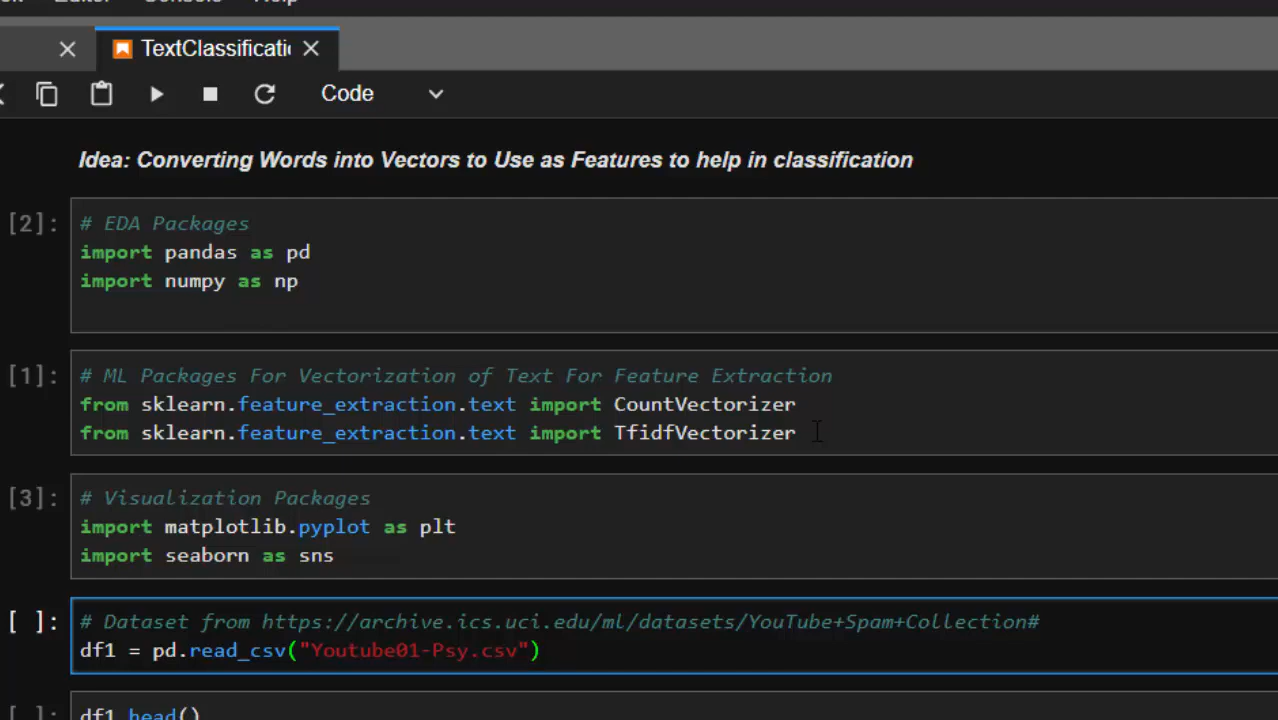 Console
Help
TextClassificati
Code
Idea: Converting Words into Vectors to Use as Features to help in classification
[2]:
# EDA Packages
import pandas as pd
import numpy as np
[1]:
# ML Packages For Vectorization of Text For Feature Extraction
from sklearn.feature_extraction.text import CountVectorizer
from sklearn.feature_extraction.text import TfidfVectorizer
[3]:
# Visualization Packages
import matplotlib.pyplot as plt
import seaborn as sns
[ ]:
# Dataset from https://archive.ics.uci.edu/ml/datasets/YouTube+Spam+Collection#
df1 = pd.read_csv("Youtube01-Psy.csv")
[ ]:
df1.head()